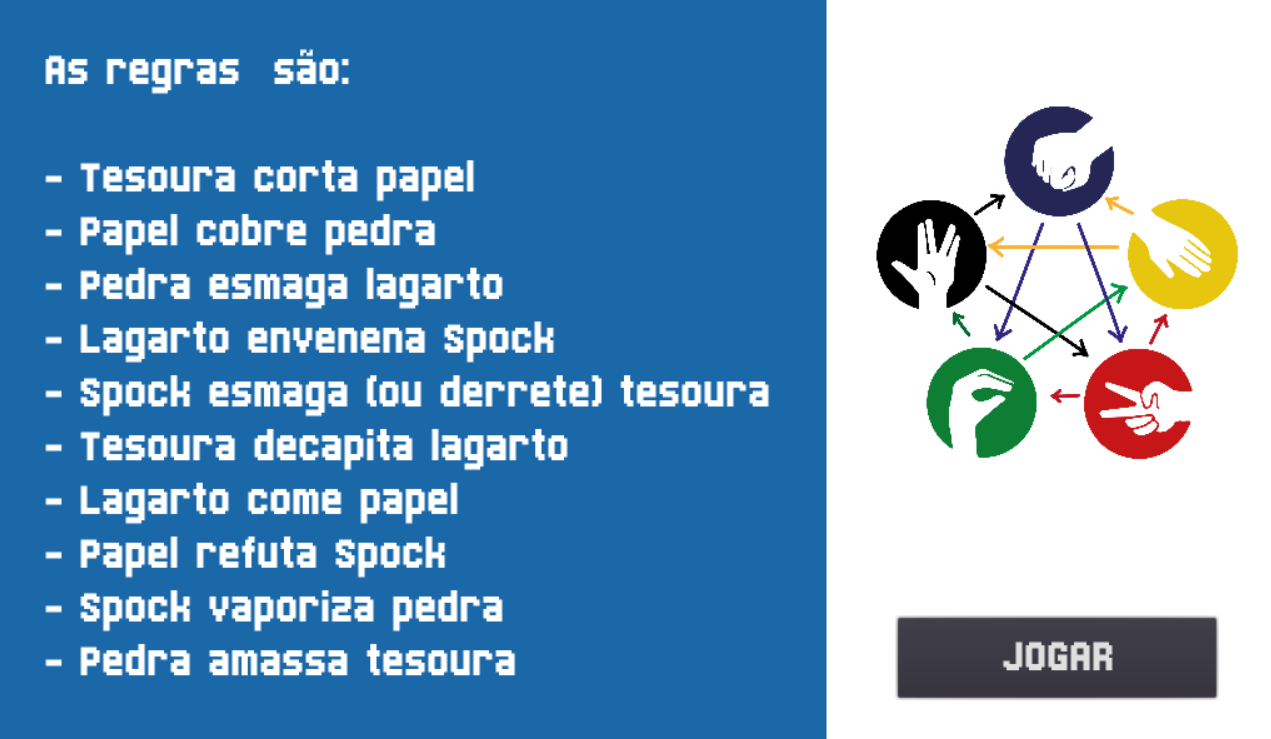 As regras são:
- Tesoura corta papel
- Papel cobre pedra
- Pedra esmaga lagarto
- Lagarto envenena Spock
- Spock esmaga (ou derrete) tesoura
- Tesoura decapita lagarto
- Lagarto come papel
- Papel refuta Spock
- Spock vaporiza pedra
- Pedra amassa tesoura
JOGAR